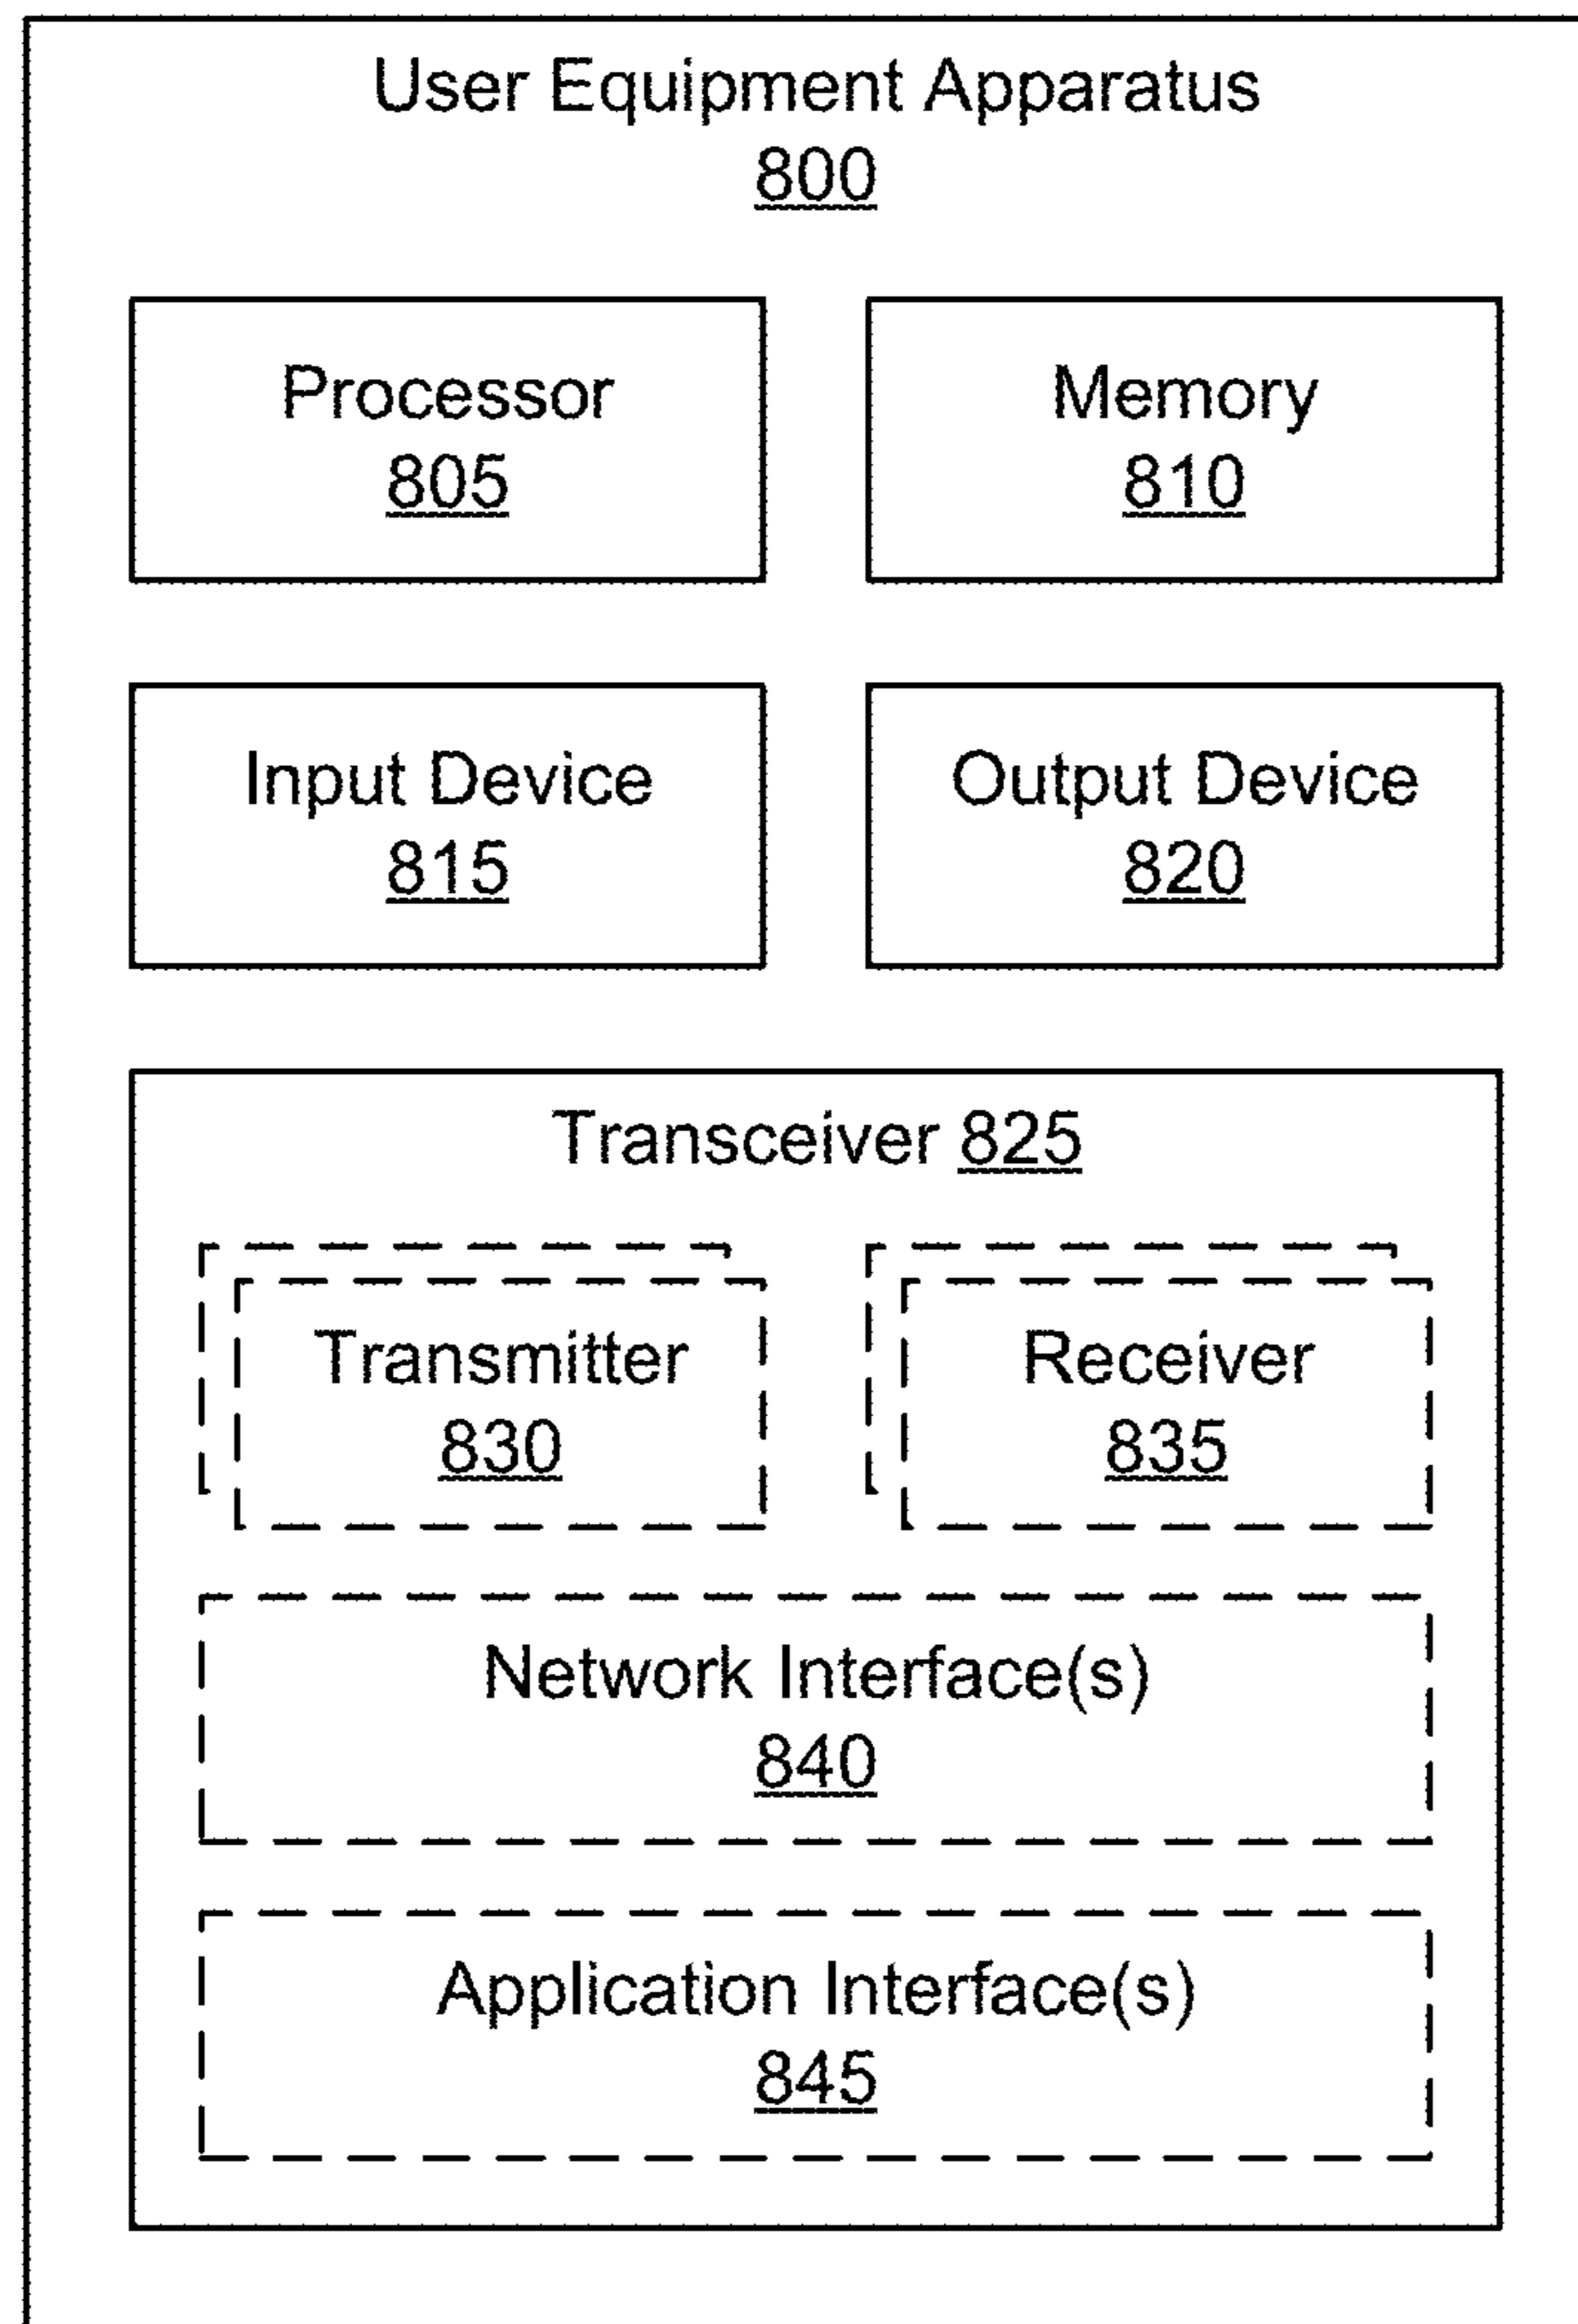 User Equipment Apparatus
800
Processor
805
Memory
810
Input Device
815
Output Device
820
Transceiver 825
Transmitter
830
Receiver
835
Network Interface(s)
840
Application Interface(s)
845